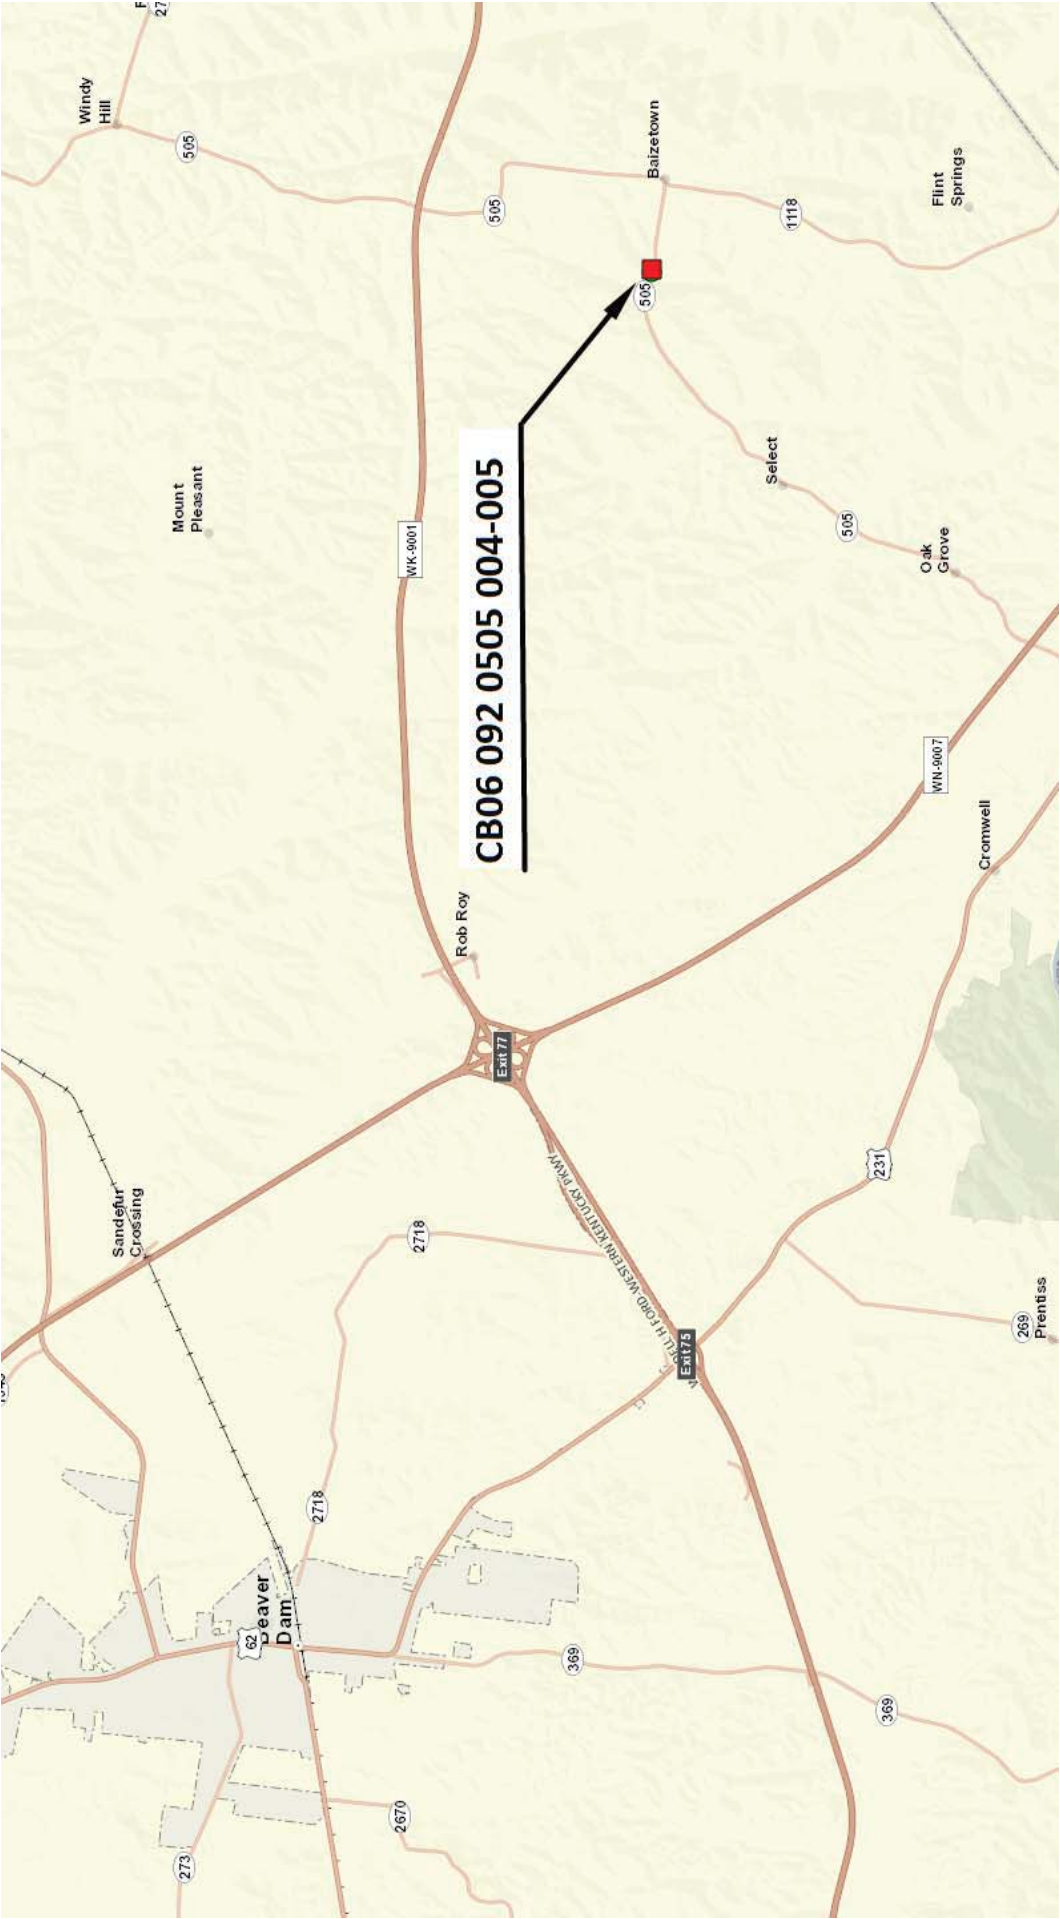 Windy
Hill
Sandefur
Crossing
505
273
Mount
Pleasant
62
Beaver
Dam
2718
2718
2670
WK-9001
Rob Roy
505
CB06 092 0505 004-005
Exit 77
369
H FORD-WESTERN KENTUCKY PKWY
Exit 75
505
Baizetown
Select
1118
505
231
369
Oak
Grove
WN-9007
Flint
Springs
Cromwell
269
Prentiss